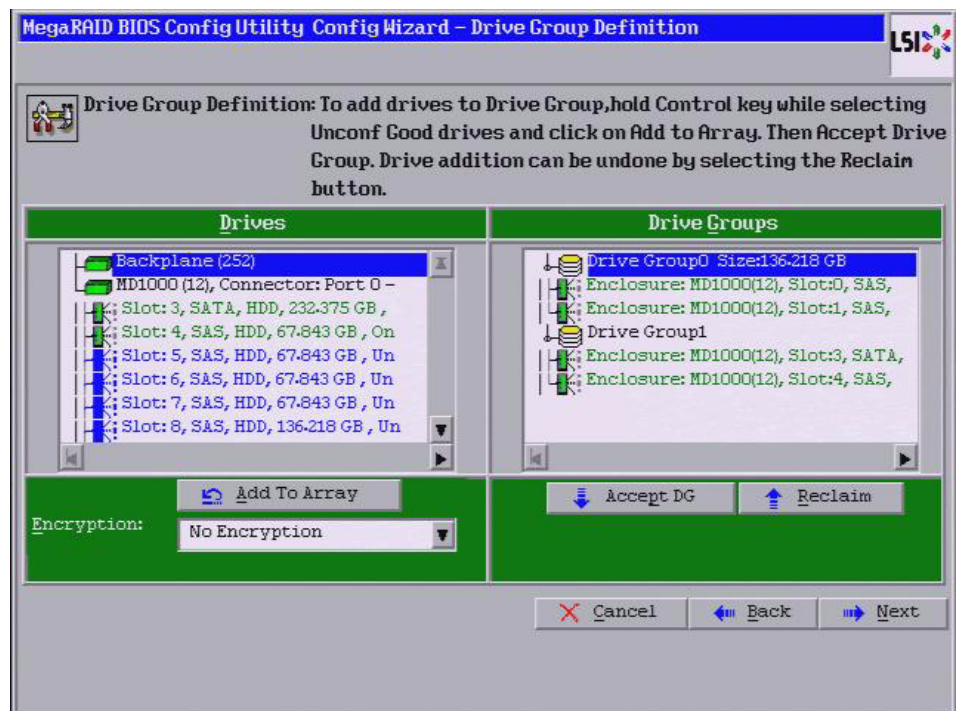 MegaRAID BIOS Config Utility Config Wizard – Drive Group Definition
LSI
Drive Group Definition: To add drives to Drive Group,hold Control key while selecting
Unconf Good drives and click on Add to Array. Then Accept Drive
Group. Drive addition can be undone by selecting the Reclaim
button.
Drives
Backplane (252)
MD1000 (12), Connector: Port 0 –
Slot: 3, SATA, HDD, 232.375 GB ,
Slot: 4, SAS, HDD, 67.843 GB , On
Slot: 5, SAS, HDD, 67.843 GB , Un
Slot: 6, SAS, HDD, 67.843 GB , Un
Slot: 7, SAS, HDD, 67.843 GB , Un
Slot: 8, SAS, HDD, 136.218 GB , Un
Add To Array
Encryption:
No Encryption
Drive Groups
Drive Group0 Size:136.218 GB
Enclosure: MD1000(12), Slot:0, SAS,
Enclosure: MD1000(12), Slot:1, SAS,
Drive Group1
Enclosure: MD1000(12), Slot:3, SATA,
Enclosure: MD1000(12), Slot:4, SAS,
Accept DG
Reclaim
Cancel
Back
Next